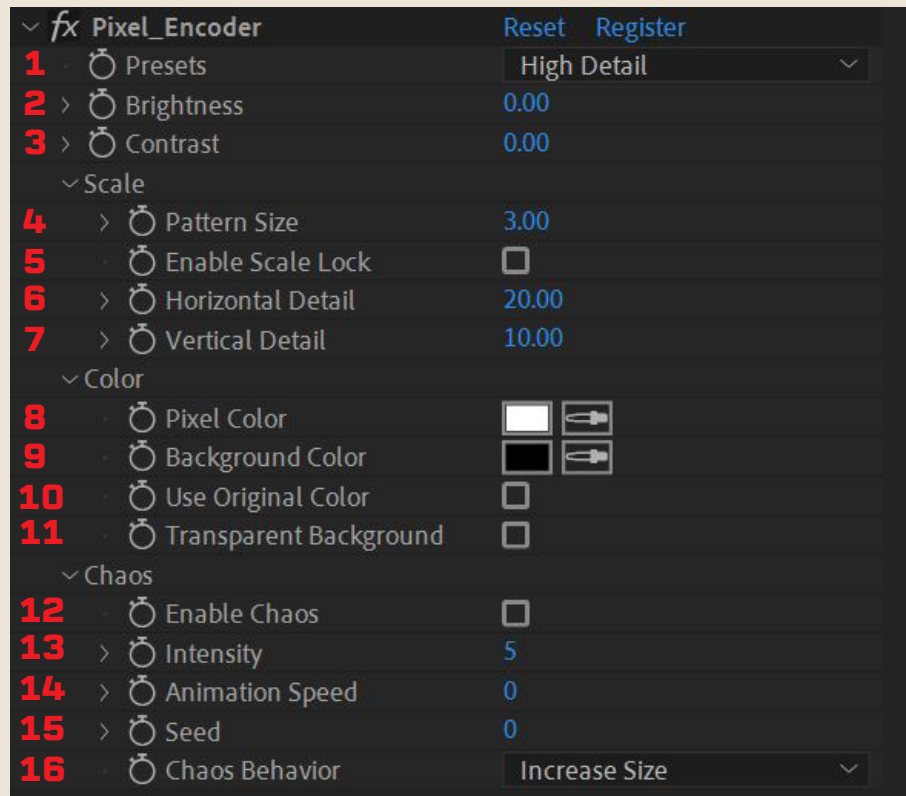 fx Pixel_Encoder Reset Register
1 Presets High Detail
2 Brightness 0.00
3 Contrast 0.00
Scale
4 Pattern Size 3.00
5 Enable Scale Lock
6 Horizontal Detail 20.00
7 Vertical Detail 10.00
Color
8 Pixel Color
9 Background Color
10 Use Original Color
11 Transparent Background
Chaos
12 Enable Chaos
13 Intensity 5
14 Animation Speed 0
15 Seed 0
16 Chaos Behavior Increase Size